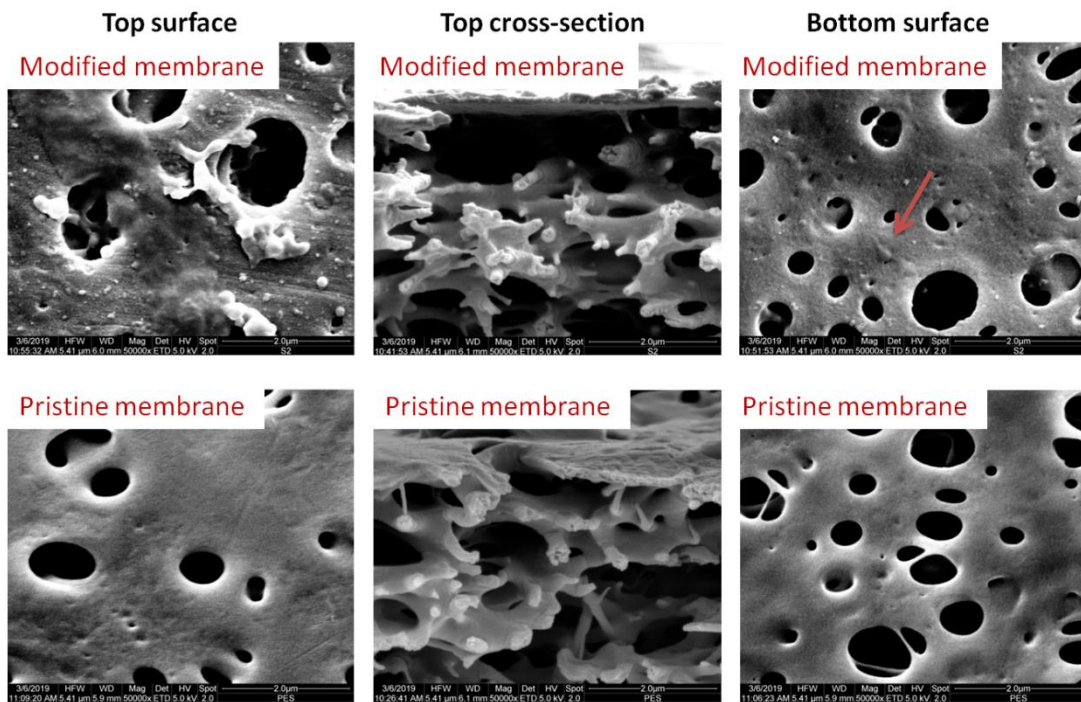 Top surface
Top cross-section
Bottom surface
Modified membrane
Modified membrane
Modified membrane
3/6/2019 HFW WD Mag Det HV Spot 2.0µm
10:55:32 AM 5.41 µm 6.0 mm 50000x ETD 5.0 kV 2.0 S2
3/6/2019 HFW WD Mag Det HV Spot 2.0µm
10:41:53 AM 5.41 µm 6.1 mm 50000x ETD 5.0 kV 2.0 S2
3/6/2019 HFW WD Mag Det HV Spot 2.0µm
10:51:53 AM 5.41 µm 6.0 mm 50000x ETD 5.0 kV 2.0 S2
Pristine membrane
Pristine membrane
Pristine membrane
3/6/2019 HFW WD Mag Det HV Spot 2.0µm
11:09:20 AM 5.41 µm 5.9 mm 50000x ETD 5.0 kV 2.0 PES
3/6/2019 HFW WD Mag Det HV Spot 2.0µm
10:26:41 AM 5.41 µm 6.1 mm 50000x ETD 5.0 kV 2.0 PES
3/6/2019 HFW WD Mag Det HV Spot 2.0µm
11:06:23 AM 5.41 µm 5.9 mm 50000x ETD 5.0 kV 2.0 PES